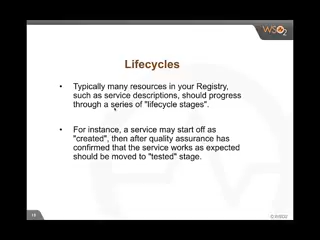 WSO2
Lifecycles
• Typically many resources in your Registry,
such as service descriptions, should progress
through a series of "lifecycle stages".
• For instance, a service may start off as
"created", then after quality assurance has
confirmed that the service works as expected
should be moved to "tested" stage.
© WSO2